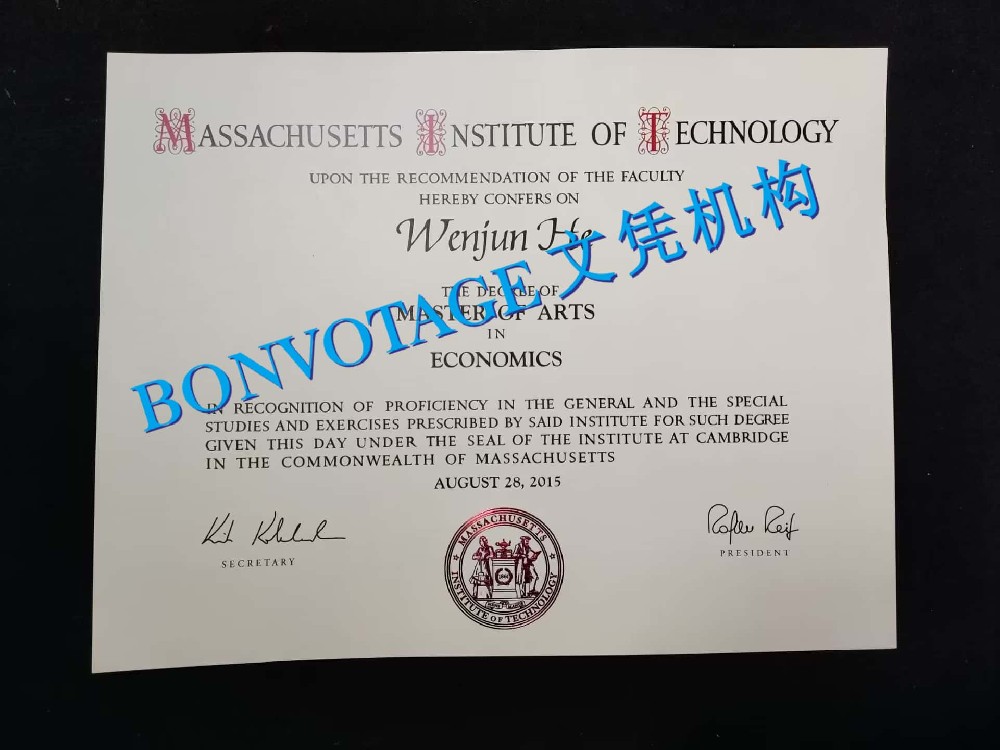 MASSACHUSETTS INSTITUTE OF TECHNOLOGY
UPON THE RECOMMENDATION OF THE FACULTY
HEREBY CONFERS ON
Wenjun He
THE DEGREE OF
MASTER OF ARTS
IN
ECONOMICS
BONVOTAGE文凭机构
IN RECOGNITION OF PROFICIENCY IN THE GENERAL AND THE SPECIAL
STUDIES AND EXERCISES PRESCRIBED BY SAID INSTITUTE FOR SUCH DEGREE
GIVEN THIS DAY UNDER THE SEAL OF THE INSTITUTE AT CAMBRIDGE
IN THE COMMONWEALTH OF MASSACHUSETTS
AUGUST 28, 2015
SECRETARY
PRESIDENT
MASSACHUSETTS
INSTITUTE OF TECHNOLOGY